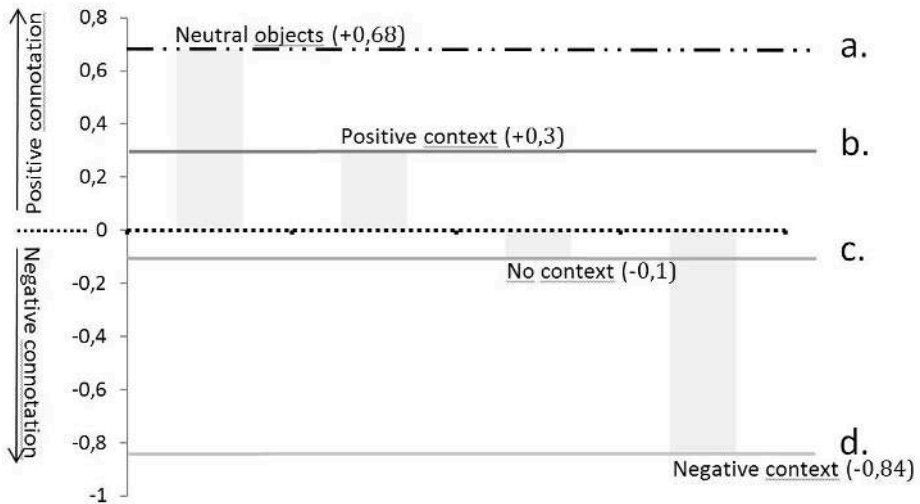 0,8
Neutral objects (+0,68)
a.
0,6
0,4
Positive context (+0,3)
b.
0,2
0
c.
No context (-0,1)
-0,2
-0,4
-0,6
-0,8
d.
Negative context (-0,84)
-1
Positive connotation
Negative connotation